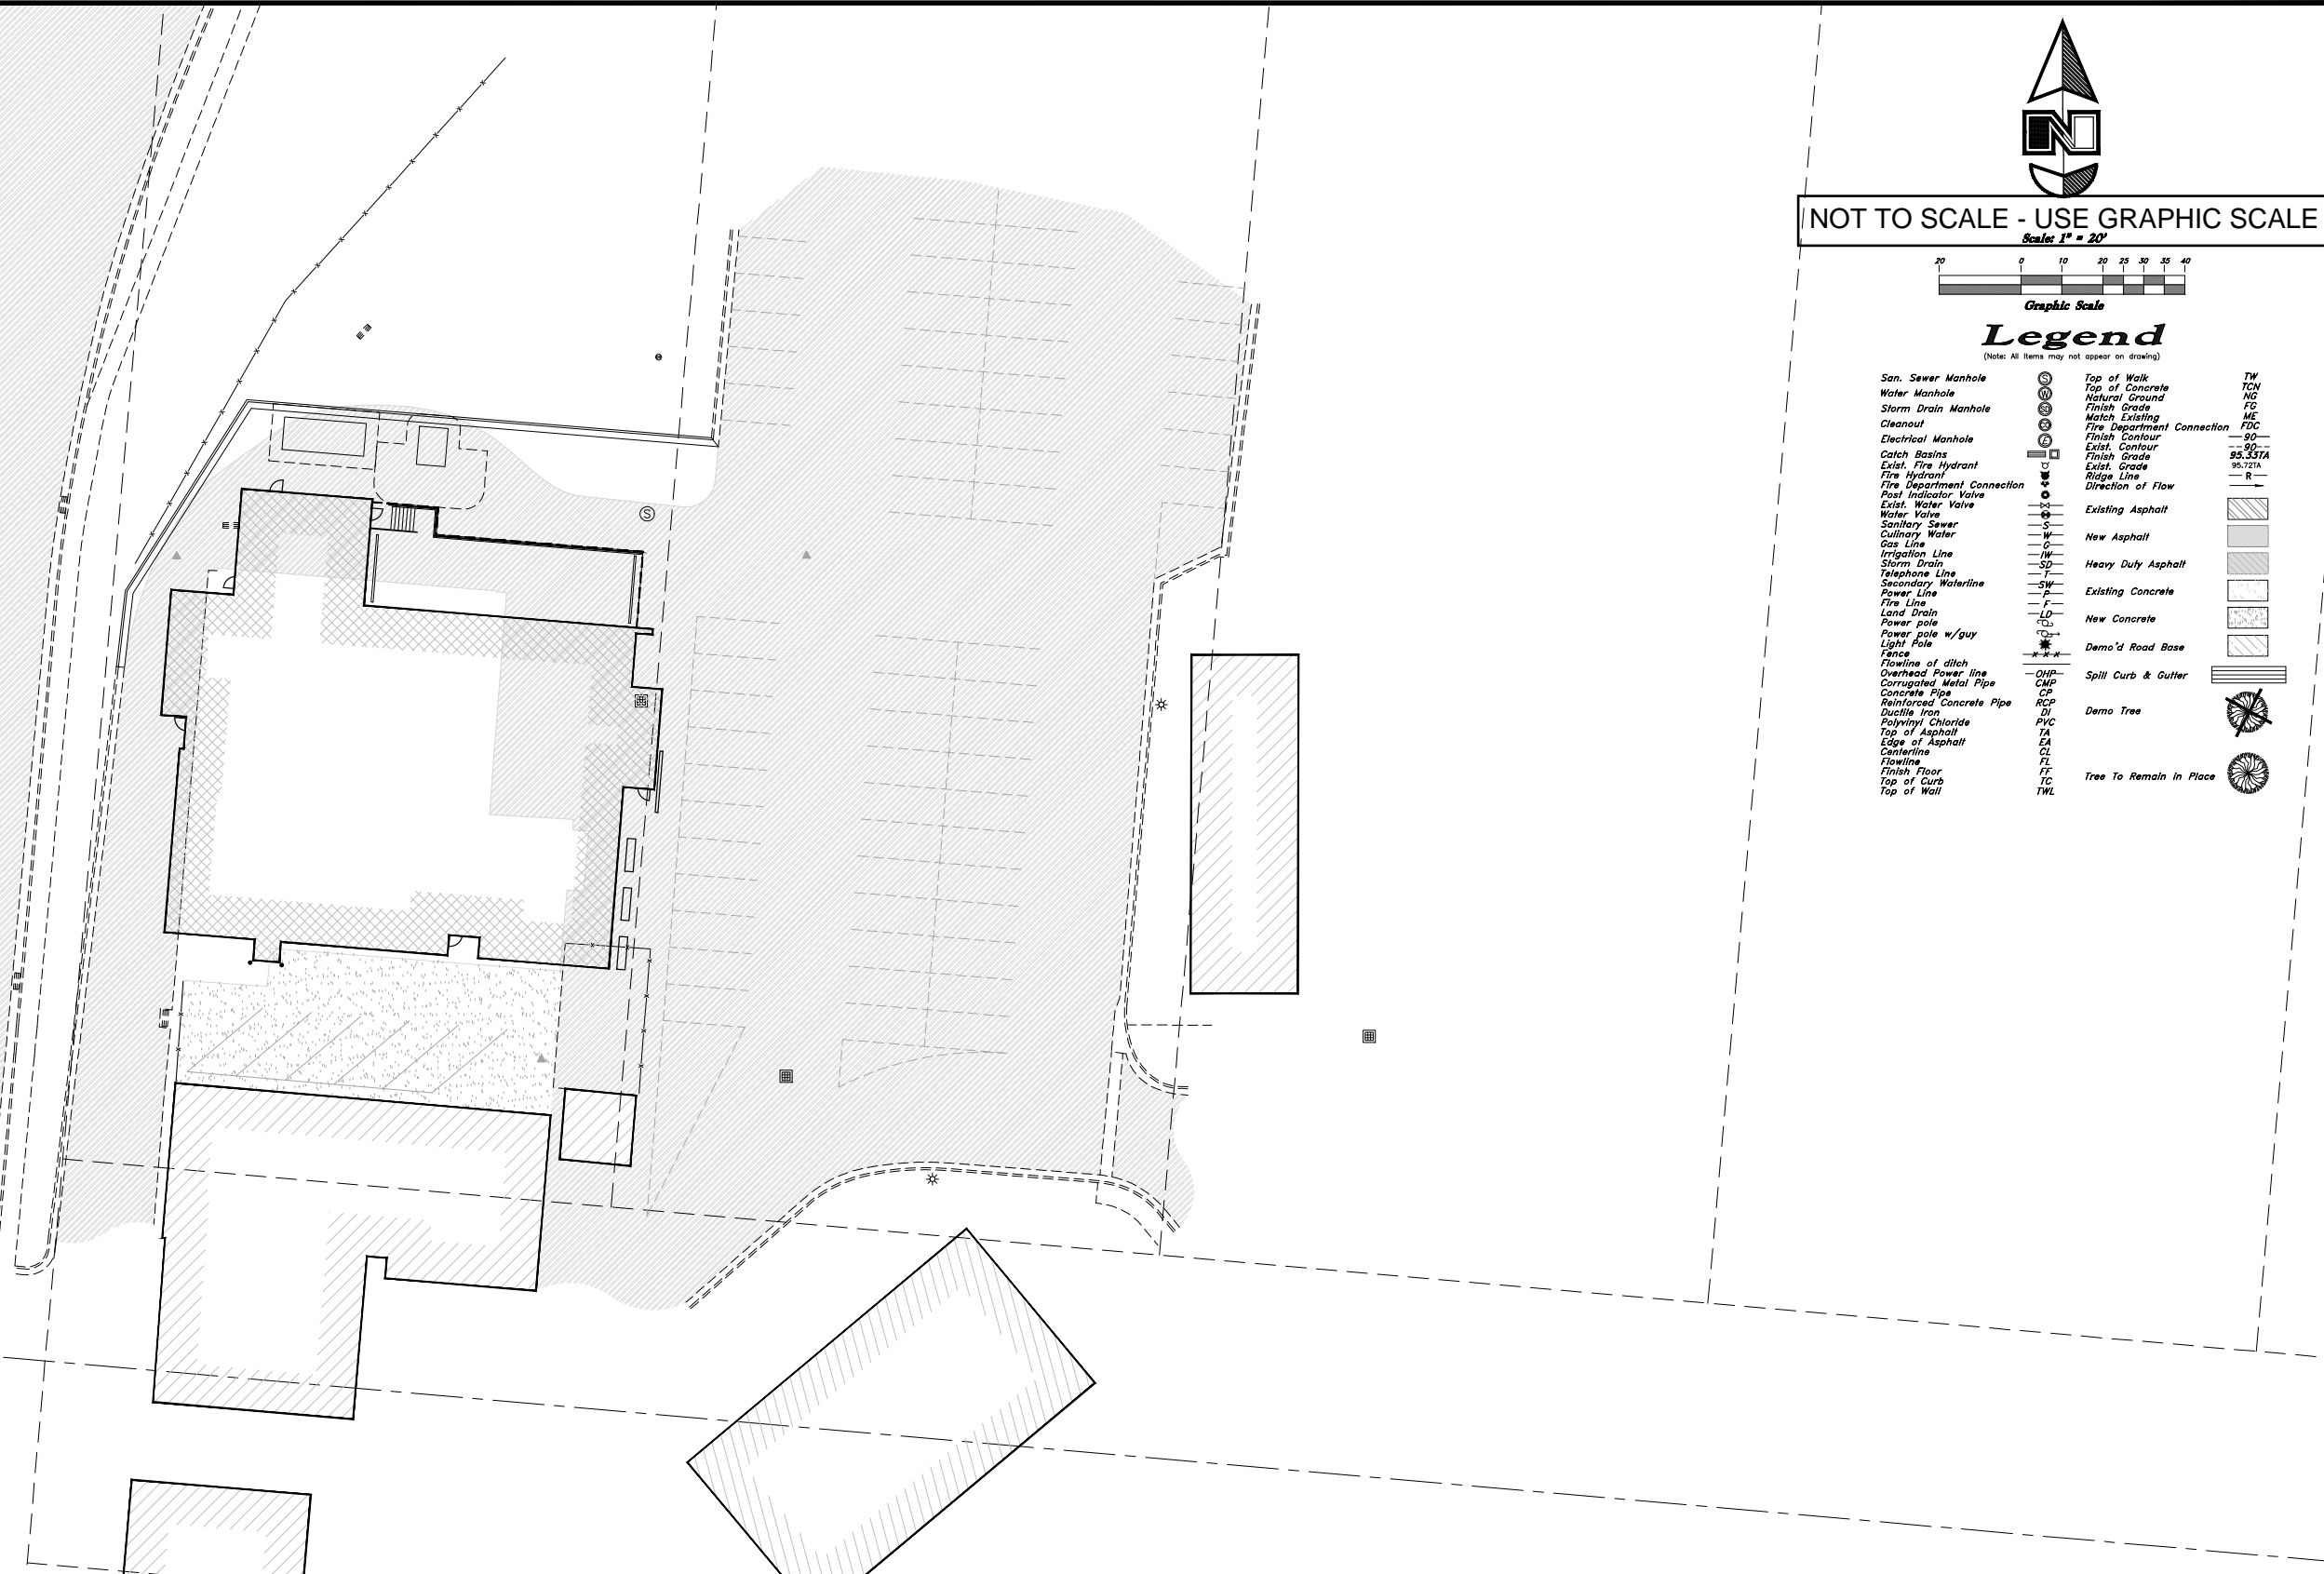 N
NOT TO SCALE - USE GRAPHIC SCALE
Scale: 1" = 20'
20 0 10 20 25 30 35 40
Graphic Scale
Legend
(Note: All items may not appear on drawing)
San. Sewer Manhole S
Water Manhole W
Storm Drain Manhole
Cleanout
Electrical Manhole E
Catch Basins
Exist. Fire Hydrant
Fire Hydrant
Fire Department Connection
Post Indicator Valve
Exist. Water Valve
Water Valve
Sanitary Sewer S
Culinary Water W
Gas Line G
Irrigation Line IW
Storm Drain SD
Telephone Line T
Secondary Waterline SW
Power Line P
Fire Line F
Land Drain LD
Power pole
Power pole w/guy
Light Pole
Fence x x x
Flowline of ditch
Overhead Power line OHP
Corrugated Metal Pipe CMP
Concrete Pipe CP
Reinforced Concrete Pipe RCP
Ductile Iron DI
Polyvinyl Chloride PVC
Top of Asphalt TA
Edge of Asphalt EA
Centerline CL
Flowline FL
Finish Floor FF
Top of Curb TC
Top of Wall TWL
Top of Walk TW
Top of Concrete TCN
Natural Ground NG
Finish Grade FG
Match Existing ME
Fire Department Connection FDC
Finish Contour 90
Exist. Contour 90
Finish Grade 95.33TA
Exist. Grade 95.72TA
Ridge Line R
Direction of Flow
Existing Asphalt
New Asphalt
Heavy Duty Asphalt
Existing Concrete
New Concrete
Demo'd Road Base
Spill Curb & Gutter
Demo Tree
Tree To Remain In Place
S